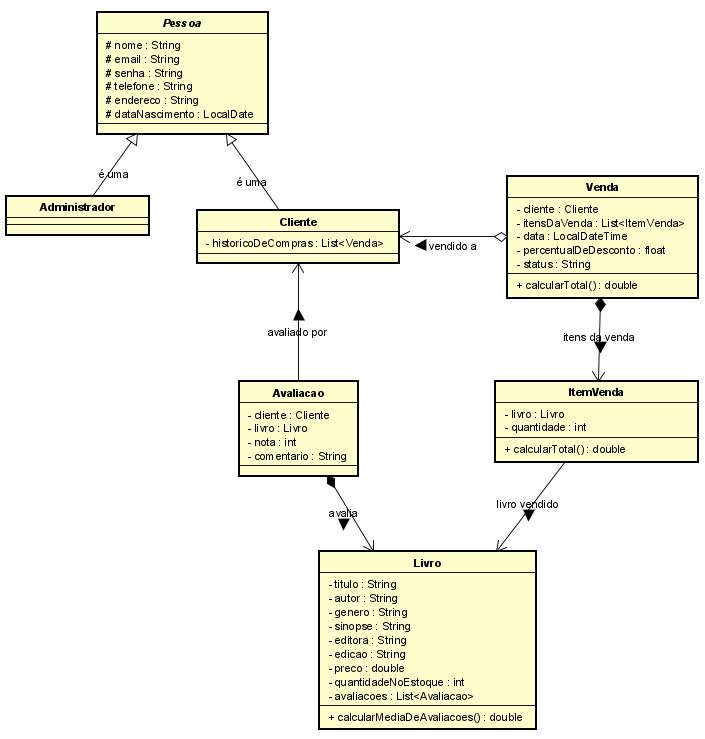 Pessoa
# nome : String
# email : String
# senha : String
# telefone : String
# endereco : String
# dataNascimento : LocalDate
é uma
é uma
Administrador
Cliente
- historicoDeCompras : List<Venda>
Venda
- cliente : Cliente
- itensDaVenda : List<ItemVenda>
- data : LocalDateTime
- percentualDeDesconto : float
- status : String
+ calcularTotal() : double
vendido a
avaliado por
itens da venda
Avaliacao
- cliente : Cliente
- livro : Livro
- nota : int
- comentario : String
ItemVenda
- livro : Livro
- quantidade : int
+ calcularTotal() : double
avalia
livro vendido
Livro
- titulo : String
- autor : String
- genero : String
- sinopse : String
- editora : String
- edicao : String
- preco : double
- quantidadeNoEstoque : int
- avaliacoes : List<Avaliacao>
+ calcularMediaDeAvaliacoes() : double